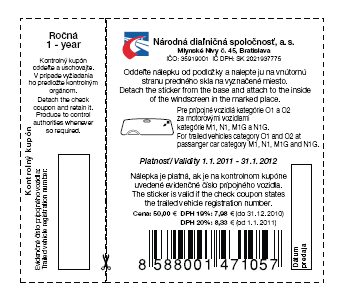 Ročná
1 - year
Kontrolný kupón
oddeľte a uschovajte.
V prípade vyžiadania
ho predložte kontrolným
orgánom.
Detach the check
coupon and retain it.
Produce to control
authorities whenever
so required.
Kontrolný kupón
Evidenčné číslo prípojného vozidla:
Trailed vehicle registration number:
Národná diaľničná spoločnosť, a. s.
Mlynské Nivy č. 45, Bratislava
IČO: 35919001 IČ DPH: SK 2021937775
Oddeľte nálepku od podložky a nalepte ju na vnútornú
stranu predného skla na vyznačené miesto.
Detach the sticker from the base and attach to the inside
of the windscreen in the marked place.
Pre prípojné vozidlá kategórie O1 a O2
za motorovými vozidlami
kategórie M1, N1, M1G a N1G.
For trailed vehicles category O1 and O2 at
passenger car category M1, N1, M1G and N1G.
Platnosť/ Validity 1.1. 2011 - 31.1. 2012
Nálepka je platná, ak je na kontrolnom kupóne
uvedené evidenčné číslo prípojného vozidla.
The sticker is valid if the check coupon states
the trailed vehicle registration number.
Cena: 50,00 € DPH 19%: 7,98 € (do 31.12. 2010)
DPH 20%: 8,33 € (od 1.1. 2011)
8 588001 471057
Dátum
predaja